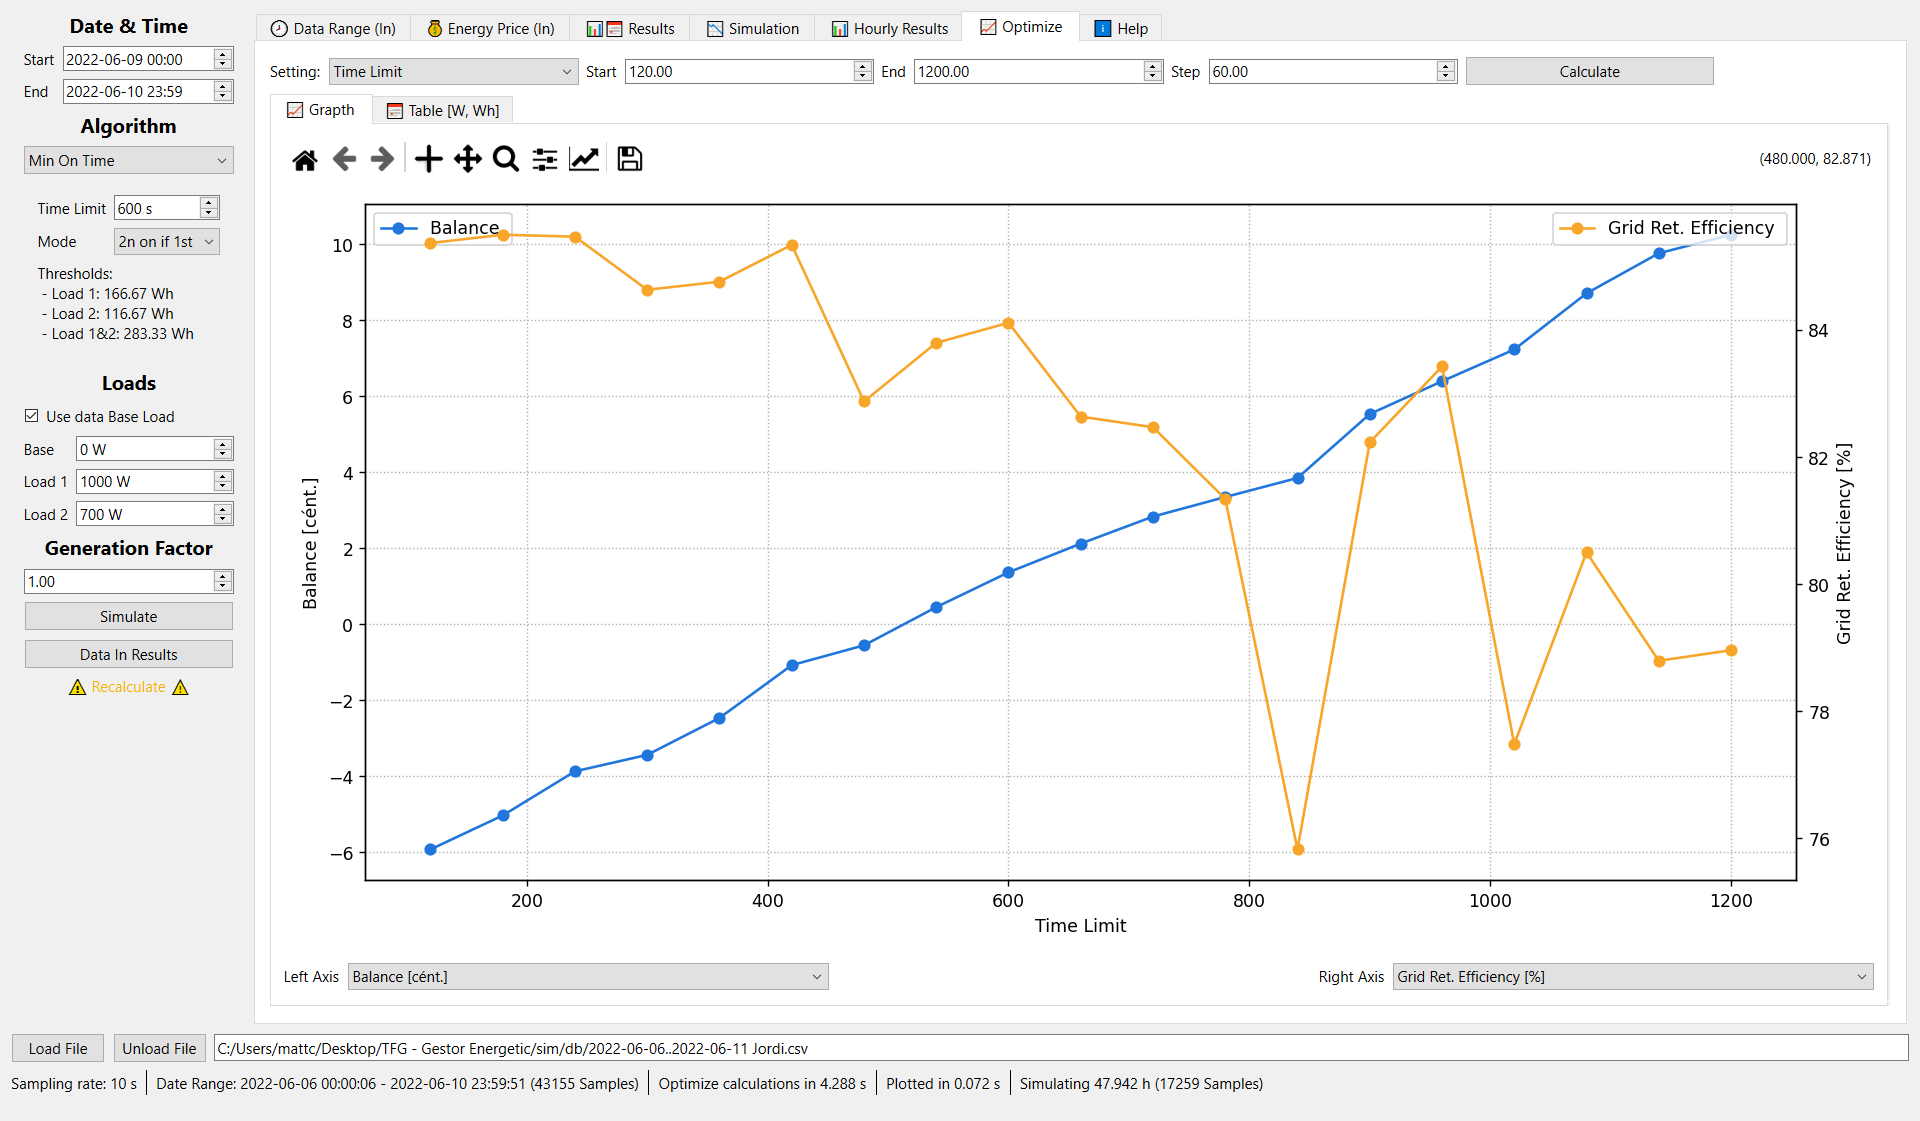 Date & Time
Start 2022-06-09 00:00
End 2022-06-10 23:59
Algorithm
Min On Time
Time Limit 600 s
Mode 2n on if 1st
Thresholds:
- Load 1: 166.67 Wh
- Load 2: 116.67 Wh
- Load 1&2: 283.33 Wh
Loads
Use data Base Load
Base 0 W
Load 1 1000 W
Load 2 700 W
Generation Factor
1.00
Simulate
Data In Results
Recalculate
Data Range (In) Energy Price (In) Results Simulation Hourly Results Optimize Help
Setting: Time Limit Start 120.00 End 1200.00 Step 60.00 Calculate
Grapth Table [W, Wh]
(480.000, 82.871)
Balance
Grid Ret. Efficiency
10
8
6
4
2
0
−2
−4
−6
Balance [cént.]
84
82
80
78
76
Grid Ret. Efficiency [%]
200 400 600 800 1000 1200
Time Limit
Left Axis Balance [cént.] Right Axis Grid Ret. Efficiency [%]
Load File Unload File C:/Users/mattc/Desktop/TFG - Gestor Energetic/sim/db/2022-06-06..2022-06-11 Jordi.csv
Sampling rate: 10 s Date Range: 2022-06-06 00:00:06 - 2022-06-10 23:59:51 (43155 Samples) Optimize calculations in 4.288 s Plotted in 0.072 s Simulating 47.942 h (17259 Samples)